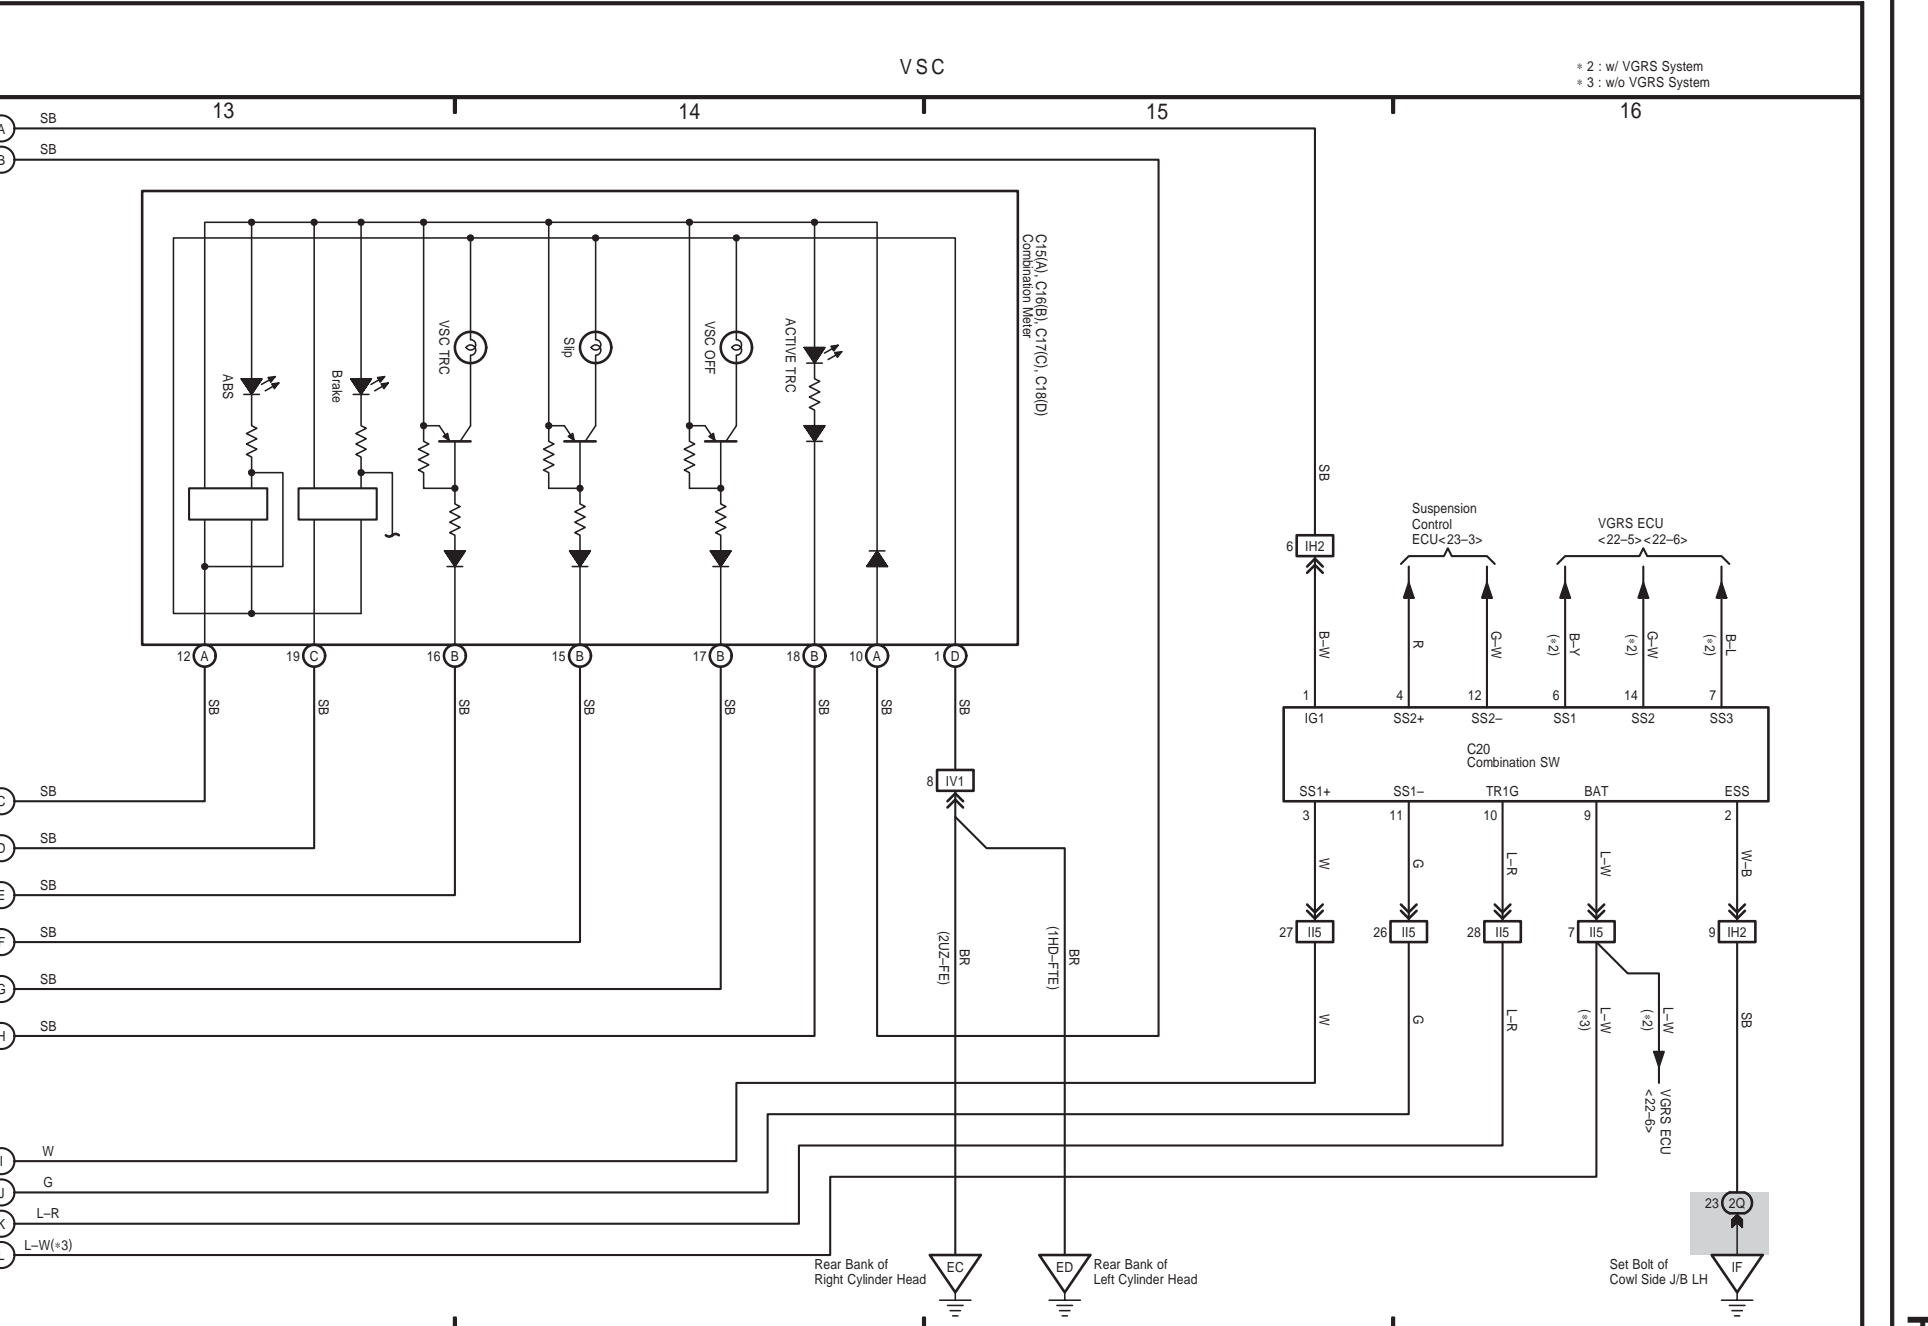 VSC
* 2 : w/ VGRS System
* 3 : w/o VGRS System
13
14
15
16
A
SB
B
SB
C15(A), C16(B), C17(C), C18(D)
Combination Meter
ABS
Brake
VSC TRC
Slip
VSC OFF
ACTIVE TRC
SB
6 IH2
Suspension
Control
ECU<23–3>
VGRS ECU
<22–5><22–6>
B–W
R
G–W
B–Y
(*2)
G–W
(*2)
B–L
(*2)
12 A
19 C
16 B
15 B
17 B
18 B
10 A
1 D
SB
SB
SB
SB
SB
SB
SB
SB
1
4
12
6
14
7
IG1
SS2+
SS2–
SS1
SS2
SS3
C20
Combination SW
SS1+
SS1–
TR1G
BAT
ESS
3
11
10
9
2
8 IV1
C
SB
D
SB
E
SB
F
SB
G
SB
H
SB
W
G
L–R
L–W
W–B
27 II5
26 II5
28 II5
7 II5
9 IH2
BR
(2UZ–FE)
BR
(1HD–FTE)
W
G
L–R
L–W
(*3)
L–W
(*2)
SB
VGRS ECU
<22–6>
I
W
J
G
K
L–R
L
L–W(*3)
23 2Q
Rear Bank of
Right Cylinder Head
EC
ED
Rear Bank of
Left Cylinder Head
Set Bolt of
Cowl Side J/B LH
IF